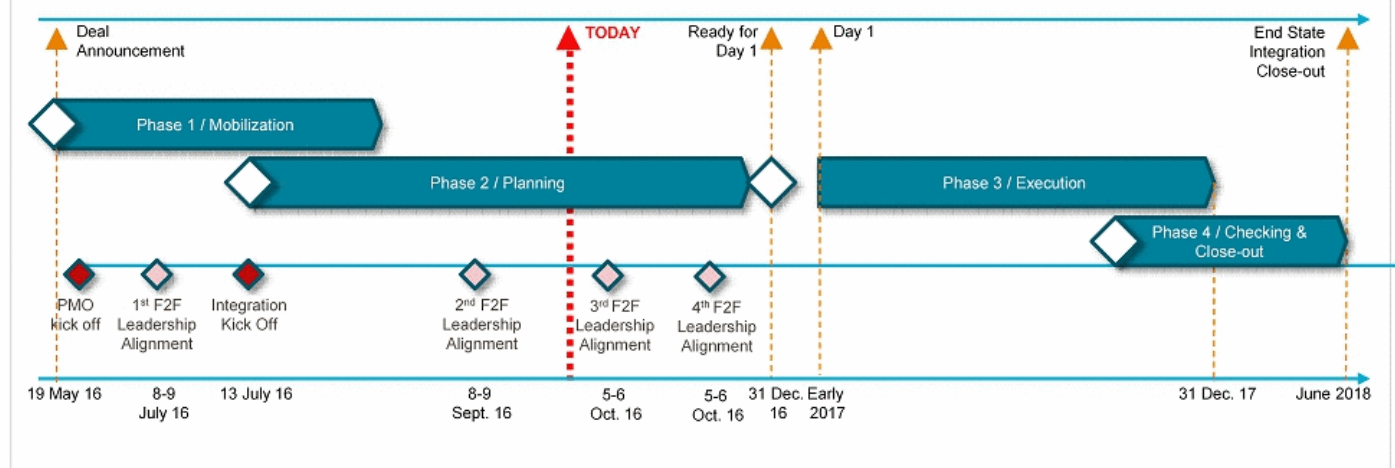 Deal
Announcement
TODAY
Ready for
Day 1
Day 1
End State
Integration
Close-out
Phase 1 / Mobilization
Phase 2 / Planning
Phase 3 / Execution
Phase 4 / Checking &
Close-out
PMO
kick off
1st F2F
Leadership
Alignment
Integration
Kick Off
2nd F2F
Leadership
Alignment
3rd F2F
Leadership
Alignment
4th F2F
Leadership
Alignment
19 May 16
8-9
July 16
13 July 16
8-9
Sept. 16
5-6
Oct. 16
5-6
Oct. 16
31 Dec.
16
Early
2017
31 Dec. 17
June 2018